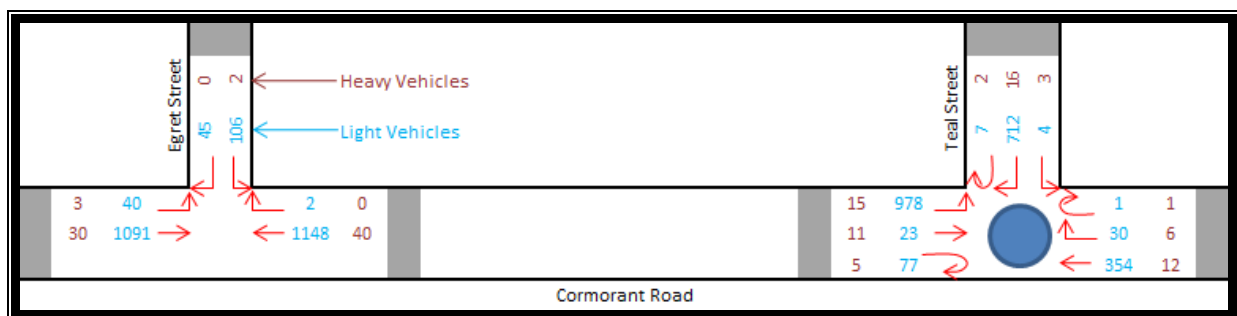 Egret Street
0 2
Heavy Vehicles
45 106
Light Vehicles
Teal Street
2 16 3
7 712 4
3 40
2 0
30 1091
1148 40
15 978
1 1
11 23
30 6
5 77
354 12
Cormorant Road